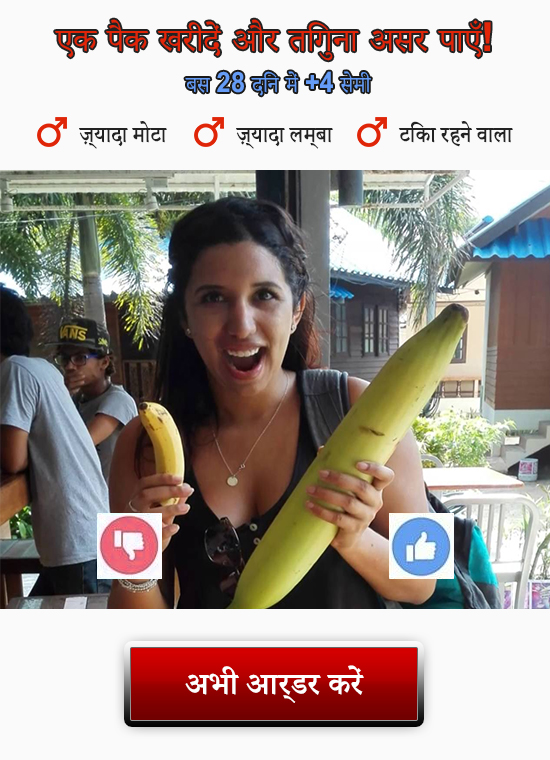 एक पैक खरीदें और तिगुना असर पाएँ!
बस 28 दिन में +4 सेमी
ज़्यादा मोटा ज़्यादा लम्बा टिका रहने वाला
VANS
अभी आर्डर करें